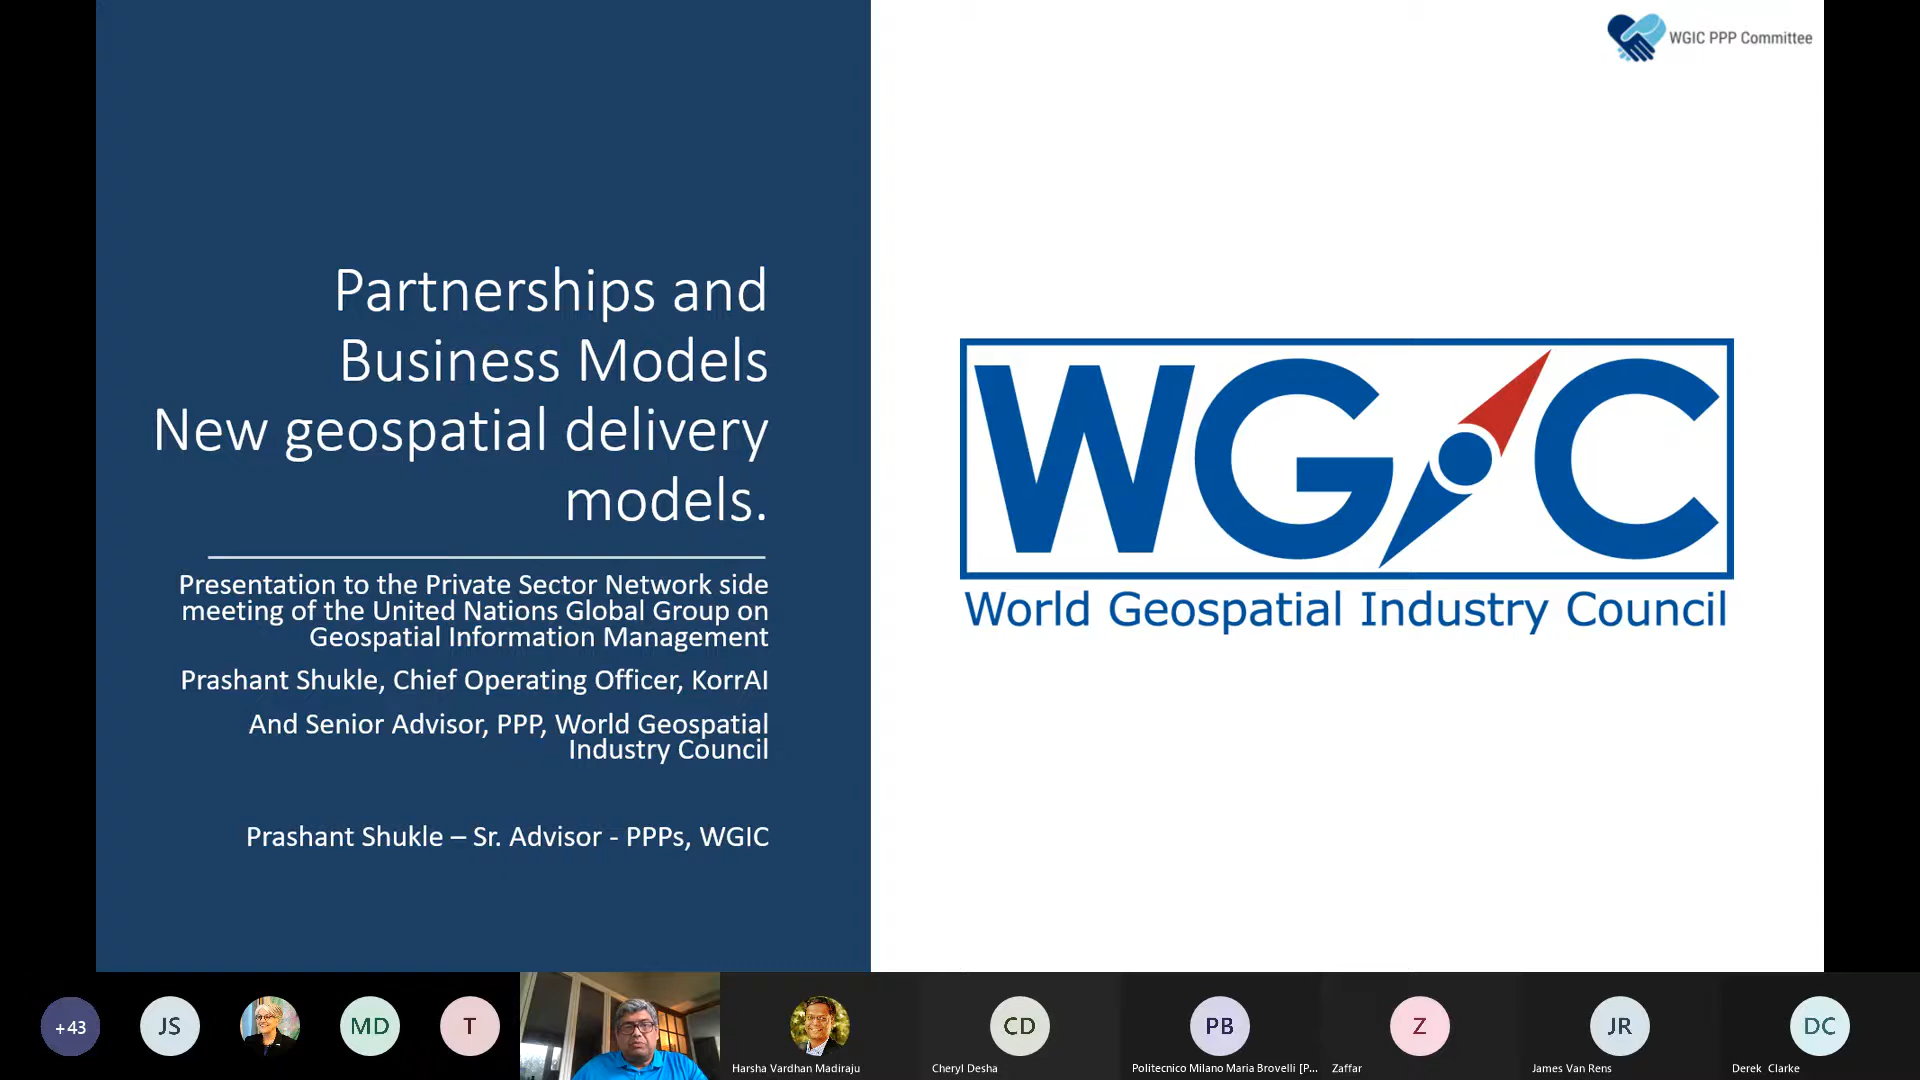 WGIC PPP Committee
Partnerships and
Business Models
New geospatial delivery
models.
Presentation to the Private Sector Network side
meeting of the United Nations Global Group on
Geospatial Information Management
Prashant Shukle, Chief Operating Officer, KorrAI
And Senior Advisor, PPP, World Geospatial
Industry Council
Prashant Shukle – Sr. Advisor - PPPs, WGIC
WGIC
World Geospatial Industry Council
+43
JS
MD
T
CD
PB
Z
JR
DC
Harsha Vardhan Madiraju
Cheryl Desha
Politecnico Milano Maria Brovelli [P...
Zaffar
James Van Rens
Derek Clarke